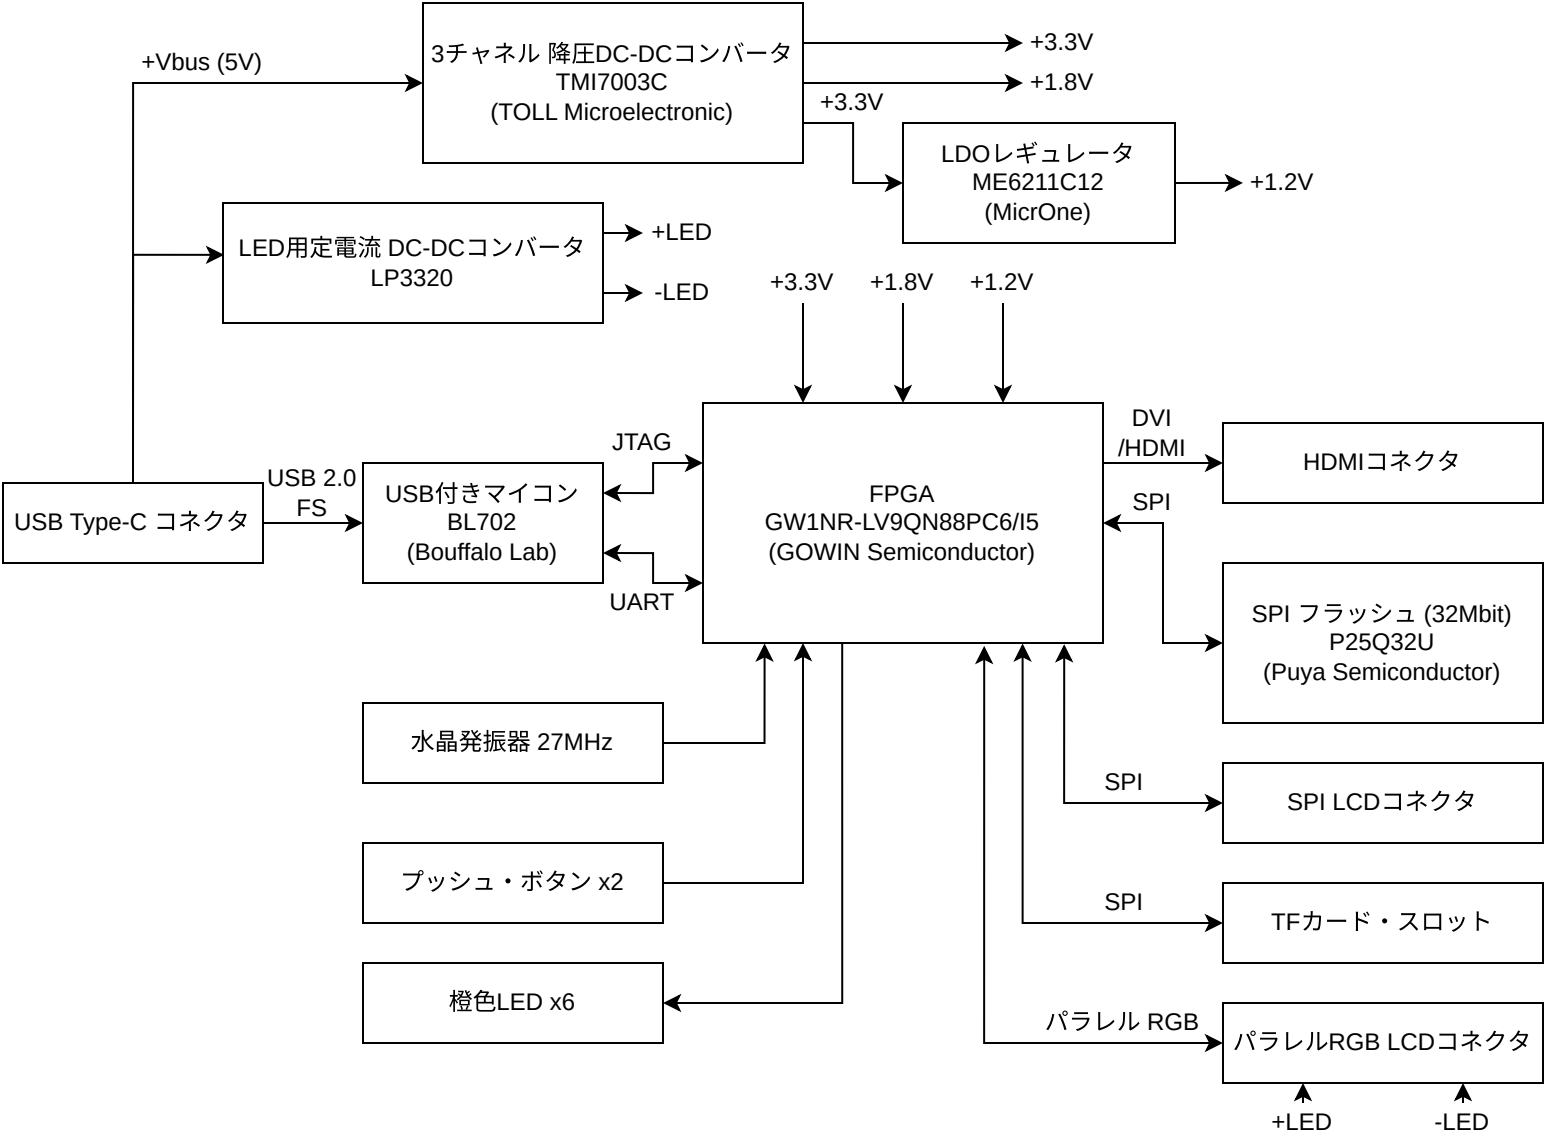 +Vbus (5V)
3チャネル 降圧DC-DCコンバータ
TMI7003C
(TOLL Microelectronic)
+3.3V
+1.8V
+3.3V
LDOレギュレータ
ME6211C12
(MicrOne)
+1.2V
LED用定電流 DC-DCコンバータ
LP3320
+LED
-LED
+3.3V
+1.8V
+1.2V
USB Type-C コネクタ
USB 2.0
FS
USB付きマイコン
BL702
(Bouffalo Lab)
JTAG
UART
FPGA
GW1NR-LV9QN88PC6/I5
(GOWIN Semiconductor)
DVI
/HDMI
HDMIコネクタ
SPI
SPI フラッシュ (32Mbit)
P25Q32U
(Puya Semiconductor)
水晶発振器 27MHz
SPI
SPI LCDコネクタ
プッシュ・ボタン x2
SPI
TFカード・スロット
橙色LED x6
パラレル RGB
パラレルRGB LCDコネクタ
+LED
-LED